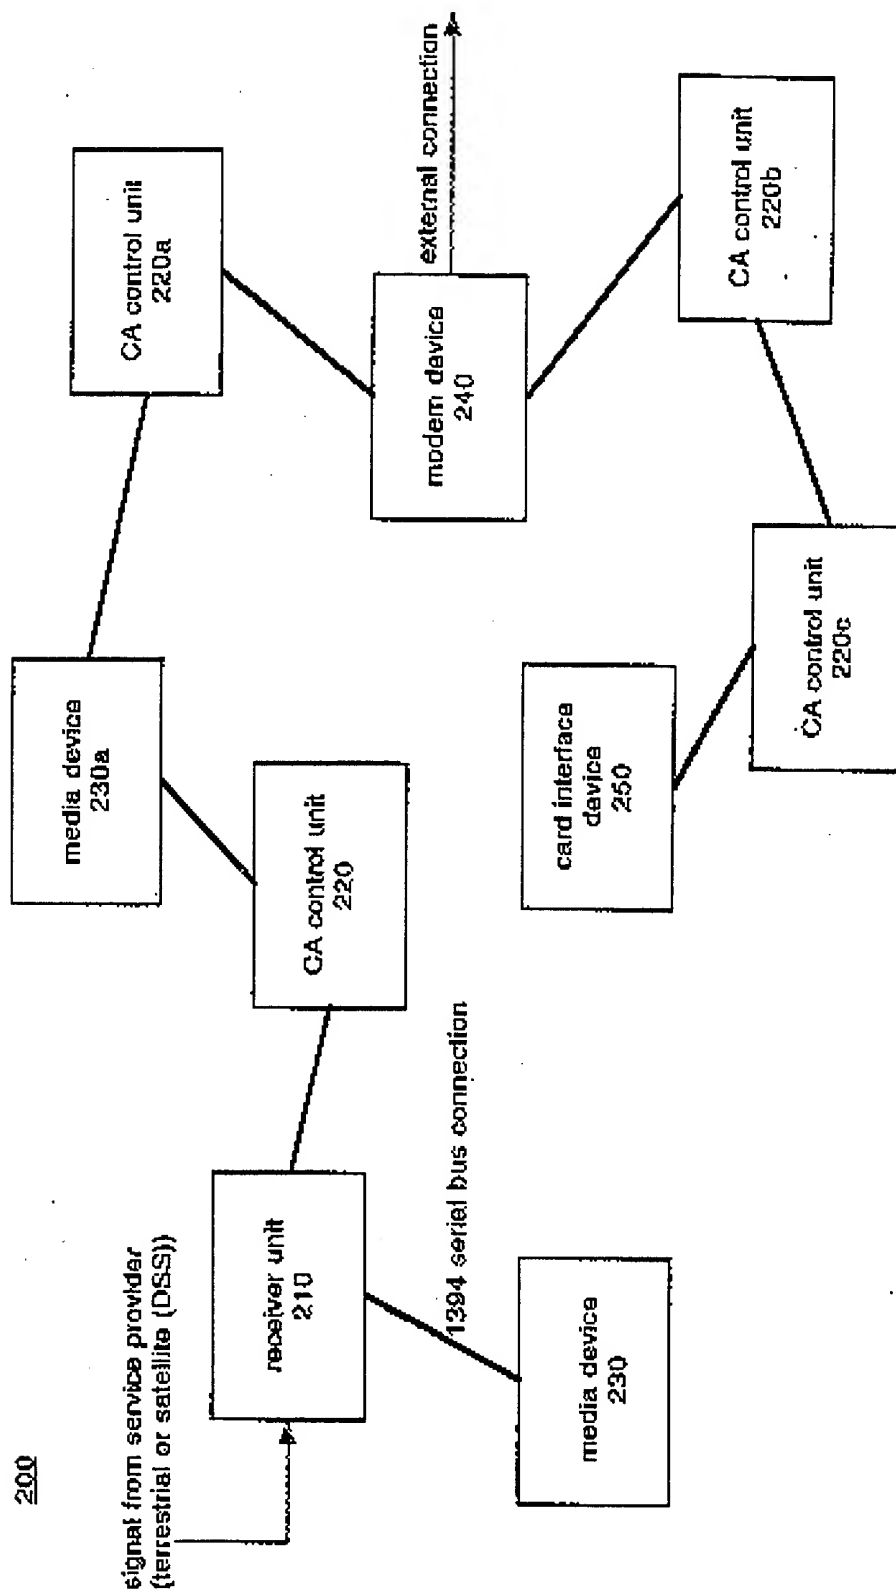 200
signal from service provider
(terrestrial or satellite (DSS))
receiver unit
210
1394 serial bus connection
media device
230
CA control unit
220
media device
230a
CA control unit
220a
modem device
240
external connection
card interface
device
250
CA control unit
220c
CA control unit
220b